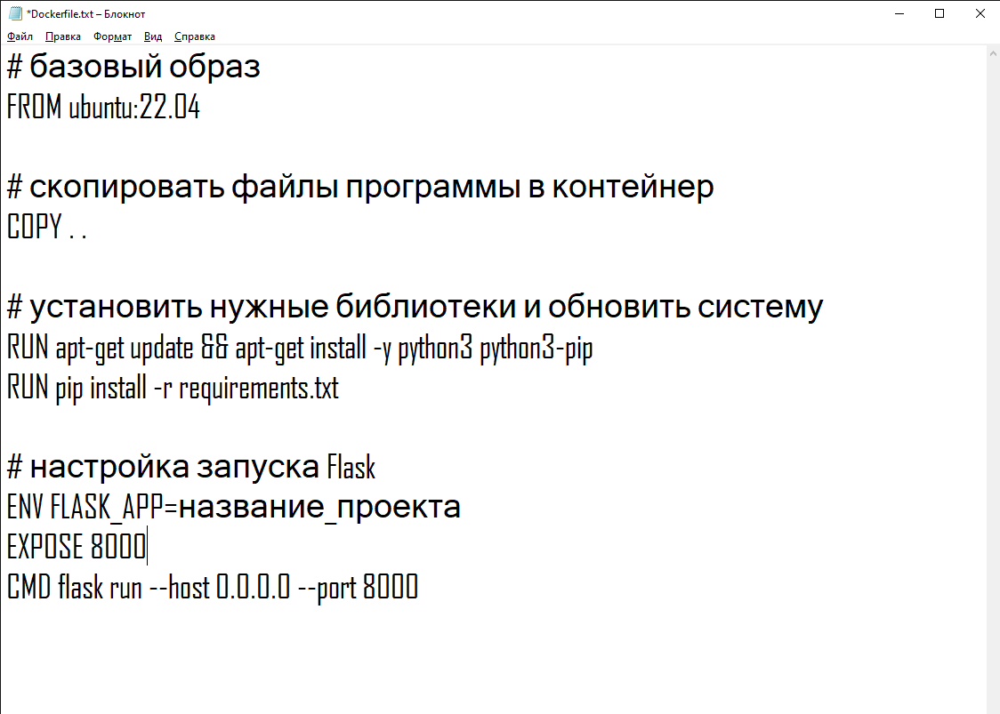 *Dockerfile.txt – Блокнот
Файл Правка Формат Вид Справка
# базовый образ
FROM ubuntu:22.04
# скопировать файлы программы в контейнер
COPY . .
# установить нужные библиотеки и обновить систему
RUN apt-get update && apt-get install -y python3 python3-pip
RUN pip install -r requirements.txt
# настройка запуска Flask
ENV FLASK_APP=название_проекта
EXPOSE 8000
CMD flask run --host 0.0.0.0 --port 8000